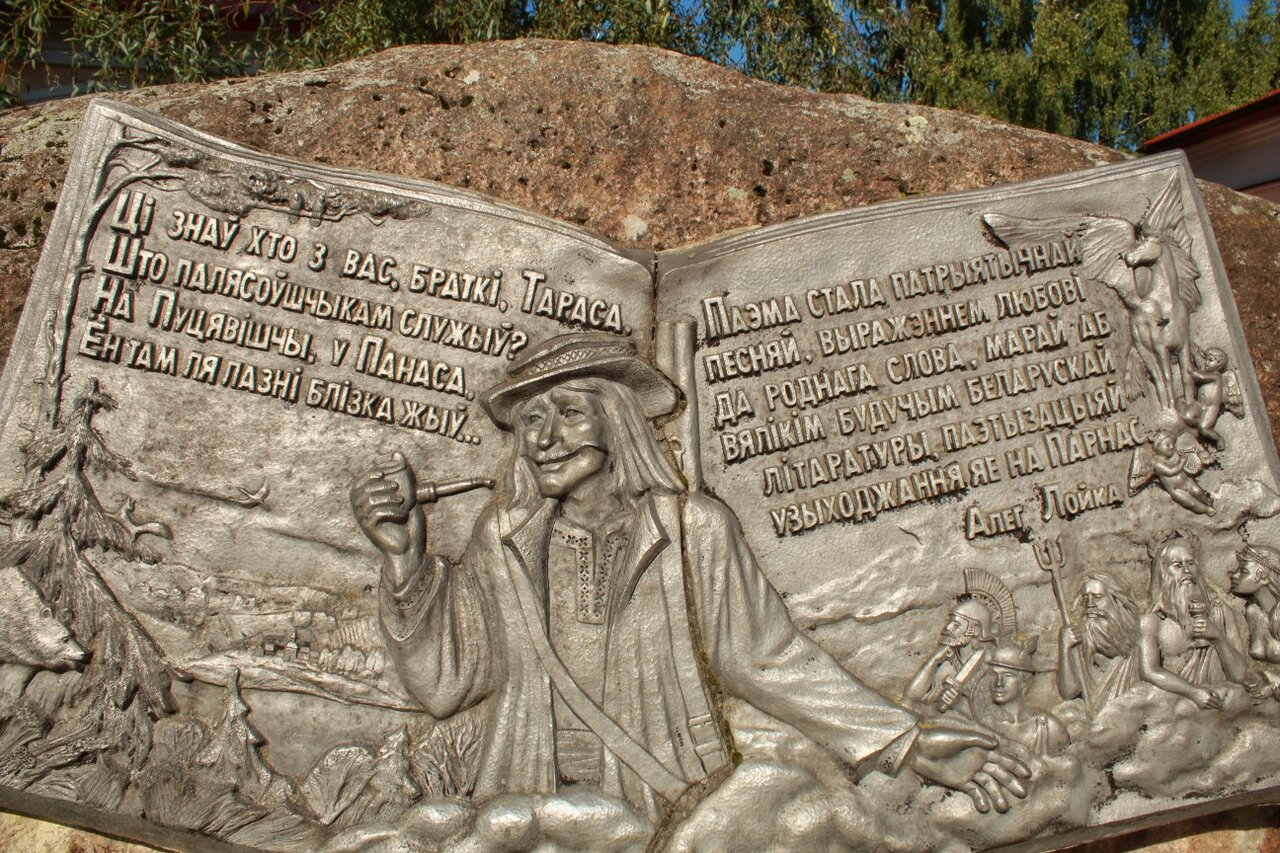 Ці знаў хто з вас, браткі, Тараса,
Што палясоўшчыкам служыў?
На Пуцявішчы, у Панаса,
Ён там ля лазні блізка жыў...
Паэма стала патрыятычнай
песняй, выражэннем любові
да роднага слова, марай аб
вялікім будучым беларускай
літаратуры, паэтызацыяй
узыходжання яе на Парнас
Алег Лойка